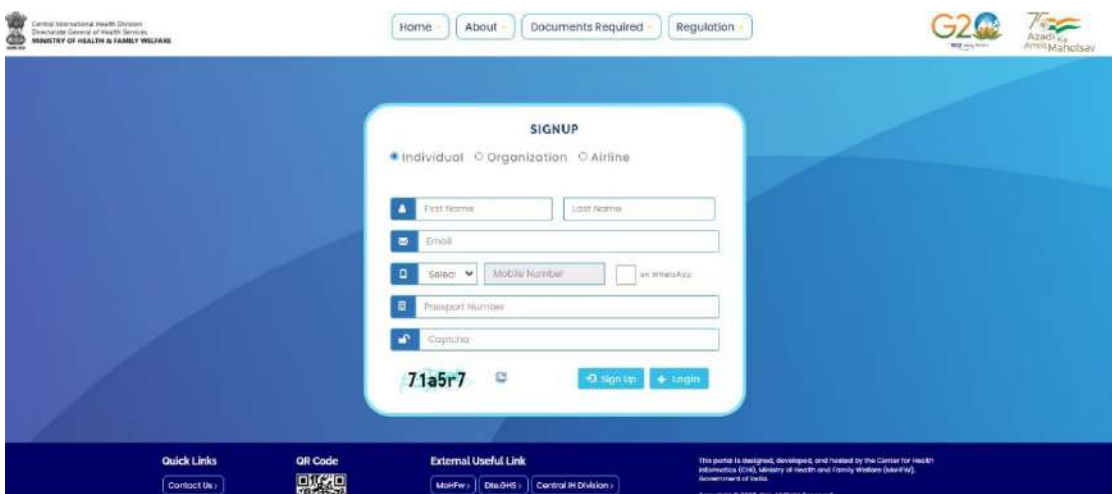 Central International Health Division
Directorate General of Health Services
MINISTRY OF HEALTH & FAMILY WELFARE
Home About Documents Required Regulation
G20
Azadi Ka
Amrit Mahotsav
SIGNUP
Individual Organization Airline
First Name Last Name
Email
Select Mobile Number on WhatsApp
Passport Number
Captcha
71a5r7 Sign Up Login
Quick Links QR Code External Useful Link
This portal is designed, developed, and hosted by the Center for Health
Informatics (CHI), Ministry of Health and Family Welfare (MoHFW),
Government of India.
Contact Us > MoHFw > Dte.GHS > Central IH Division >